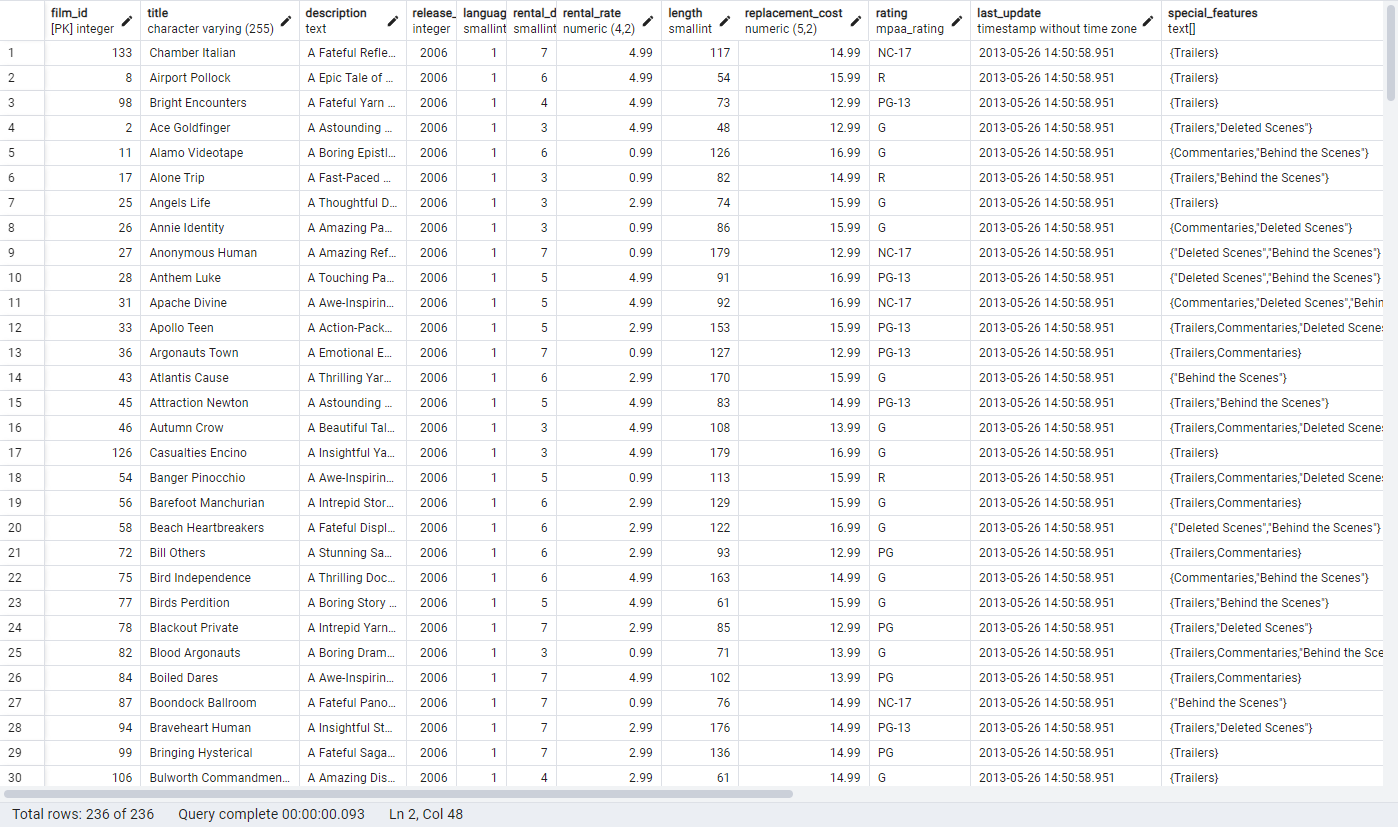 film_id title description release_ languag rental_d rental_rate length replacement_cost rating last_update special_features
[PK] integer character varying (255) text integer smallint smallint numeric (4,2) smallint numeric (5,2) mpaa_rating timestamp without time zone text[]
1 133 Chamber Italian A Fateful Refle... 2006 1 7 4.99 117 14.99 NC-17 2013-05-26 14:50:58.951 {Trailers}
2 8 Airport Pollock A Epic Tale of ... 2006 1 6 4.99 54 15.99 R 2013-05-26 14:50:58.951 {Trailers}
3 98 Bright Encounters A Fateful Yarn ... 2006 1 4 4.99 73 12.99 PG-13 2013-05-26 14:50:58.951 {Trailers}
4 2 Ace Goldfinger A Astounding ... 2006 1 3 4.99 48 12.99 G 2013-05-26 14:50:58.951 {Trailers,"Deleted Scenes"}
5 11 Alamo Videotape A Boring Epistl... 2006 1 6 0.99 126 16.99 G 2013-05-26 14:50:58.951 {Commentaries,"Behind the Scenes"}
6 17 Alone Trip A Fast-Paced ... 2006 1 3 0.99 82 14.99 R 2013-05-26 14:50:58.951 {Trailers,"Behind the Scenes"}
7 25 Angels Life A Thoughtful D... 2006 1 3 2.99 74 15.99 G 2013-05-26 14:50:58.951 {Trailers}
8 26 Annie Identity A Amazing Pa... 2006 1 3 0.99 86 15.99 G 2013-05-26 14:50:58.951 {Commentaries,"Deleted Scenes"}
9 27 Anonymous Human A Amazing Ref... 2006 1 7 0.99 179 12.99 NC-17 2013-05-26 14:50:58.951 {"Deleted Scenes","Behind the Scenes"}
10 28 Anthem Luke A Touching Pa... 2006 1 5 4.99 91 16.99 PG-13 2013-05-26 14:50:58.951 {"Deleted Scenes","Behind the Scenes"}
11 31 Apache Divine A Awe-Inspirin... 2006 1 5 4.99 92 16.99 NC-17 2013-05-26 14:50:58.951 {Commentaries,"Deleted Scenes","Behin
12 33 Apollo Teen A Action-Pack... 2006 1 5 2.99 153 15.99 PG-13 2013-05-26 14:50:58.951 {Trailers,Commentaries,"Deleted Scenes
13 36 Argonauts Town A Emotional E... 2006 1 7 0.99 127 12.99 PG-13 2013-05-26 14:50:58.951 {Trailers,Commentaries}
14 43 Atlantis Cause A Thrilling Yar... 2006 1 6 2.99 170 15.99 G 2013-05-26 14:50:58.951 {"Behind the Scenes"}
15 45 Attraction Newton A Astounding ... 2006 1 5 4.99 83 14.99 PG-13 2013-05-26 14:50:58.951 {Trailers,"Behind the Scenes"}
16 46 Autumn Crow A Beautiful Tal... 2006 1 3 4.99 108 13.99 G 2013-05-26 14:50:58.951 {Trailers,Commentaries,"Deleted Scenes
17 126 Casualties Encino A Insightful Ya... 2006 1 3 4.99 179 16.99 G 2013-05-26 14:50:58.951 {Trailers}
18 54 Banger Pinocchio A Awe-Inspirin... 2006 1 5 0.99 113 15.99 R 2013-05-26 14:50:58.951 {Trailers,Commentaries,"Deleted Scenes
19 56 Barefoot Manchurian A Intrepid Stor... 2006 1 6 2.99 129 15.99 G 2013-05-26 14:50:58.951 {Trailers,Commentaries}
20 58 Beach Heartbreakers A Fateful Displ... 2006 1 6 2.99 122 16.99 G 2013-05-26 14:50:58.951 {"Deleted Scenes","Behind the Scenes"}
21 72 Bill Others A Stunning Sa... 2006 1 6 2.99 93 12.99 PG 2013-05-26 14:50:58.951 {Trailers,Commentaries}
22 75 Bird Independence A Thrilling Doc... 2006 1 6 4.99 163 14.99 G 2013-05-26 14:50:58.951 {Commentaries,"Behind the Scenes"}
23 77 Birds Perdition A Boring Story ... 2006 1 5 4.99 61 15.99 G 2013-05-26 14:50:58.951 {Trailers,"Behind the Scenes"}
24 78 Blackout Private A Intrepid Yarn... 2006 1 7 2.99 85 12.99 PG 2013-05-26 14:50:58.951 {Trailers,"Deleted Scenes"}
25 82 Blood Argonauts A Boring Dram... 2006 1 3 0.99 71 13.99 G 2013-05-26 14:50:58.951 {Trailers,Commentaries,"Behind the Sce
26 84 Boiled Dares A Awe-Inspirin... 2006 1 7 4.99 102 13.99 PG 2013-05-26 14:50:58.951 {Trailers,Commentaries}
27 87 Boondock Ballroom A Fateful Pano... 2006 1 7 0.99 76 14.99 NC-17 2013-05-26 14:50:58.951 {"Behind the Scenes"}
28 94 Braveheart Human A Insightful St... 2006 1 7 2.99 176 14.99 PG-13 2013-05-26 14:50:58.951 {Trailers,"Deleted Scenes"}
29 99 Bringing Hysterical A Fateful Saga... 2006 1 7 2.99 136 14.99 PG 2013-05-26 14:50:58.951 {Trailers}
30 106 Bulworth Commandmen... A Amazing Dis... 2006 1 4 2.99 61 14.99 G 2013-05-26 14:50:58.951 {Trailers}
Total rows: 236 of 236 Query complete 00:00:00.093 Ln 2, Col 48